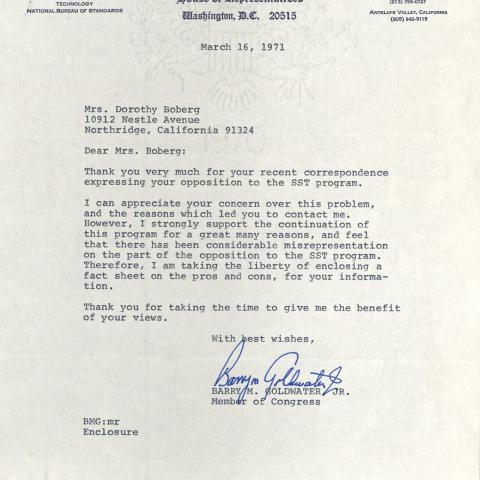 TECHNOLOGY
NATIONAL BUREAU OF STANDARDS
House of Representatives
Washington, D.C. 20515
(213) 769-0727
ANTELOPE VALLEY, CALIFORNIA
(805) 942-9115
March 16, 1971
Mrs. Dorothy Boberg
10912 Nestle Avenue
Northridge, California 91324
Dear Mrs. Boberg:
Thank you very much for your recent correspondence
expressing your opposition to the SST program.
I can appreciate your concern over this problem,
and the reasons which led you to contact me.
However, I strongly support the continuation of
this program for a great many reasons, and feel
that there has been considerable misrepresentation
on the part of the opposition to the SST program.
Therefore, I am taking the liberty of enclosing a
fact sheet on the pros and cons, for your informa-
tion.
Thank you for taking the time to give me the benefit
of your views.
With best wishes,
Barry M Goldwater Jr
BARRY M. GOLDWATER, JR.
Member of Congress
BMG:mr
Enclosure